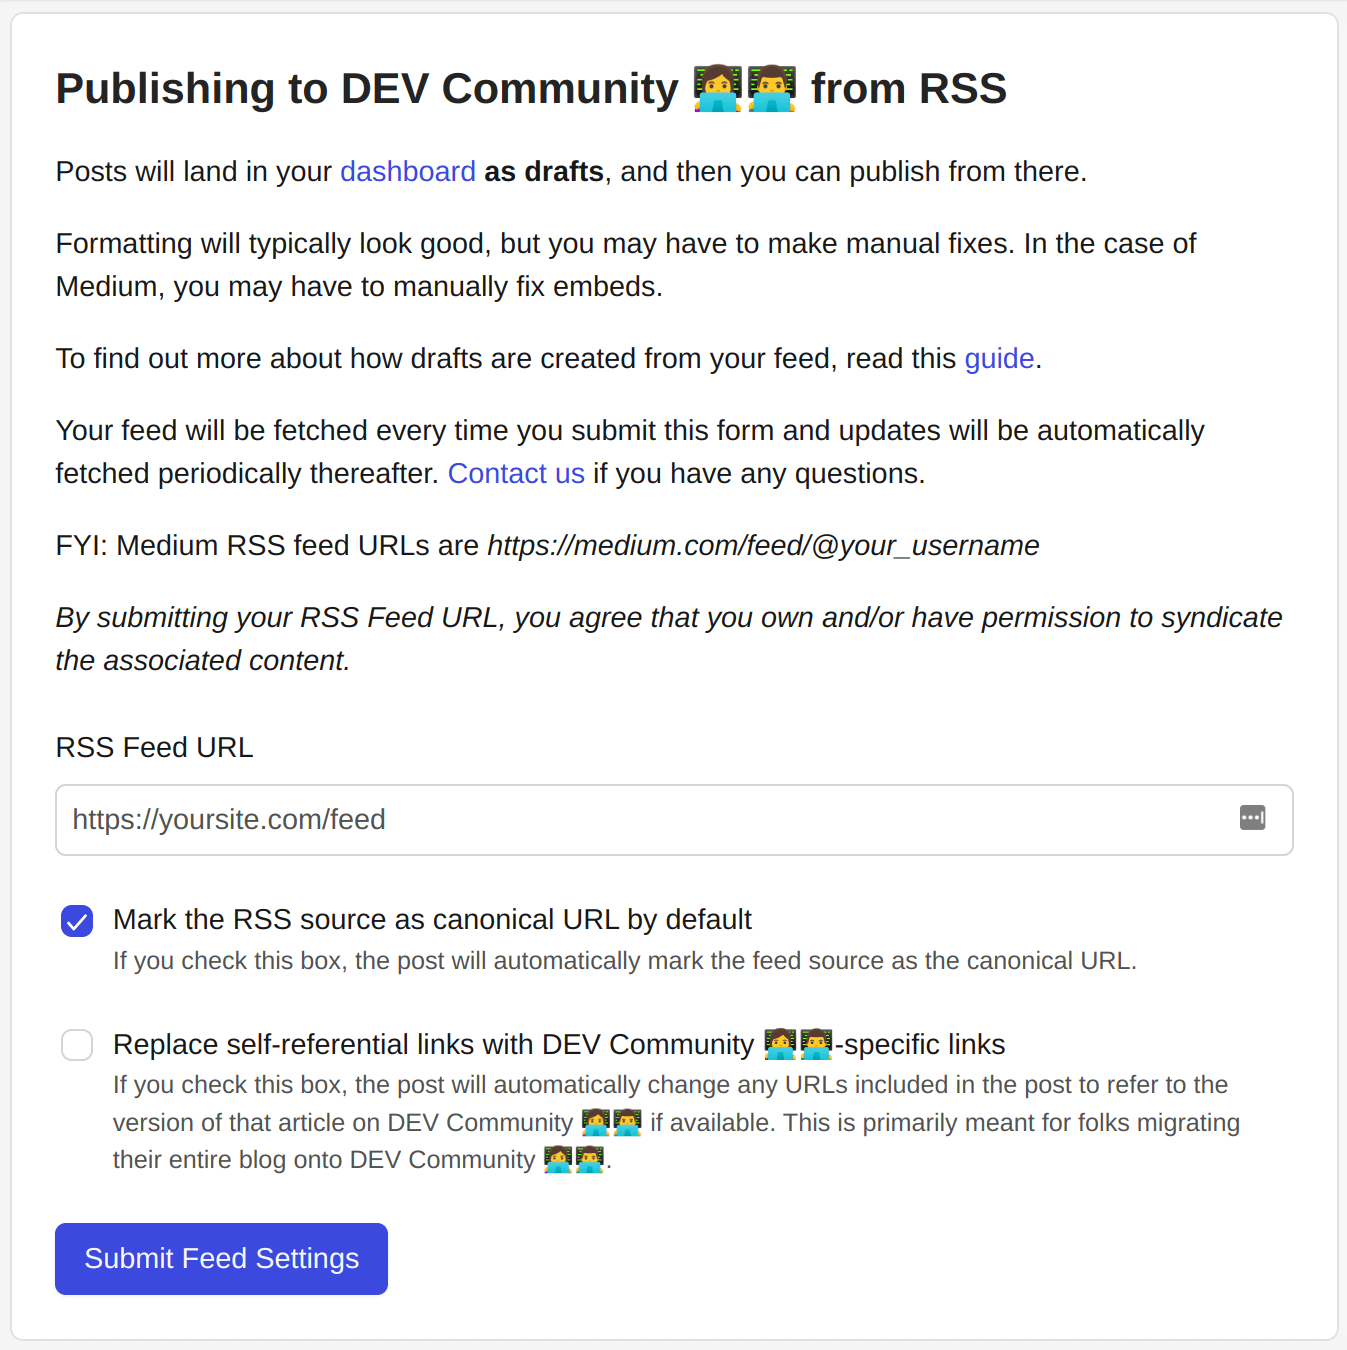 Publishing to DEV Community 👩‍💻👨‍💻 from RSS
Posts will land in your dashboard as drafts, and then you can publish from there.
Formatting will typically look good, but you may have to make manual fixes. In the case of
Medium, you may have to manually fix embeds.
To find out more about how drafts are created from your feed, read this guide.
Your feed will be fetched every time you submit this form and updates will be automatically
fetched periodically thereafter. Contact us if you have any questions.
FYI: Medium RSS feed URLs are https://medium.com/feed/@your_username
By submitting your RSS Feed URL, you agree that you own and/or have permission to syndicate
the associated content.
RSS Feed URL
https://yoursite.com/feed
Mark the RSS source as canonical URL by default
If you check this box, the post will automatically mark the feed source as the canonical URL.
Replace self-referential links with DEV Community 👩‍💻👨‍💻-specific links
If you check this box, the post will automatically change any URLs included in the post to refer to the
version of that article on DEV Community 👩‍💻👨‍💻 if available. This is primarily meant for folks migrating
their entire blog onto DEV Community 👩‍💻👨‍💻.
Submit Feed Settings